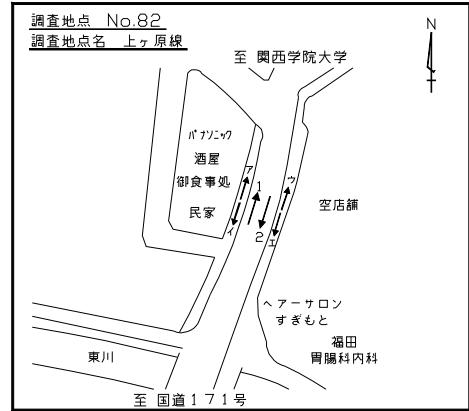 調査地点 No.82
調査地点名 上ヶ原線
N
至 関西学院大学
パナソニック
酒屋
御食事処
民家
ア
イ
1
2
ウ
エ
空店舗
ヘアーサロン
すぎもと
福田
胃腸科内科
東川
至 国道171号